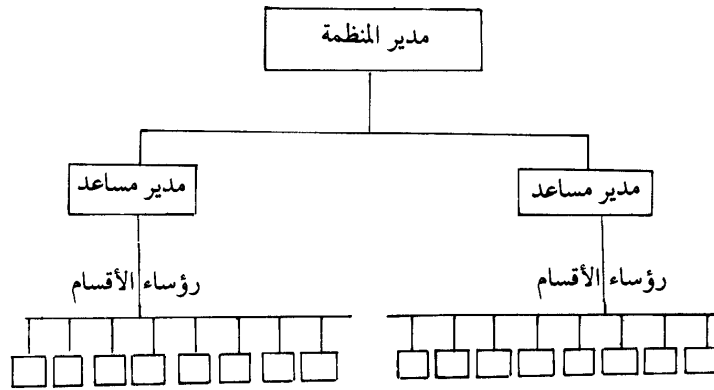 مدير المنظمة
مدير مساعد
مدير مساعد
رؤساء الأقسام
رؤساء الأقسام